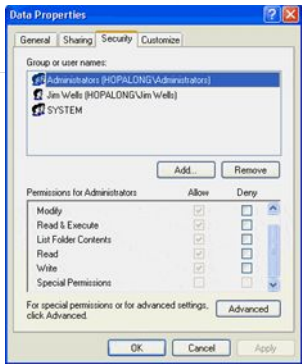 Data Properties
General Sharing Security Customize
Group or user names:
Administrators (HOPALONG\Administrators)
Jim Wells (HOPALONG\Jim Wells)
SYSTEM
Add... Remove
Permissions for Administrators Allow Deny
Modify
Read & Execute
List Folder Contents
Read
Write
Special Permissions
For special permissions or for advanced settings, click Advanced.
Advanced
OK Cancel Apply